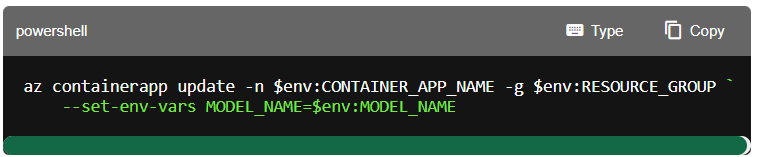 powershell
Type
Copy
az containerapp update -n $env:CONTAINER_APP_NAME -g $env:RESOURCE_GROUP `
--set-env-vars MODEL_NAME=$env:MODEL_NAME